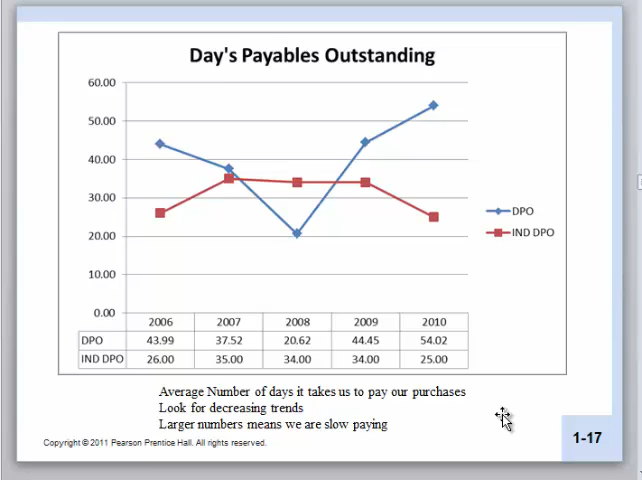 Day's Payables Outstanding
60.00
50.00
40.00
30.00
20.00
10.00
0.00
DPO
IND DPO
2006 2007 2008 2009 2010
DPO 43.99 37.52 20.62 44.45 54.02
IND DPO 26.00 35.00 34.00 34.00 25.00
Average Number of days it takes us to pay our purchases
Look for decreasing trends
Larger numbers means we are slow paying
Copyright © 2011 Pearson Prentice Hall. All rights reserved.
1-17